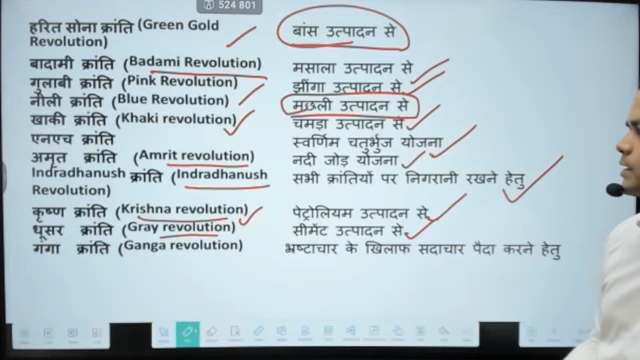 524 801
हरित सोना क्रांति (Green Gold Revolution) बांस उत्पादन से
बादामी क्रांति (Badami Revolution) मसाला उत्पादन से
गुलाबी क्रांति (Pink Revolution) झींगा उत्पादन से
नीली क्रांति (Blue Revolution) मछली उत्पादन से
खाकी क्रांति (Khaki revolution) चमड़ा उत्पादन से
एनएच क्रांति स्वर्णिम चतुर्भुज योजना
अमृत क्रांति (Amrit revolution) नदी जोड़ योजना
Indradhanush क्रांति (Indradhanush Revolution) सभी क्रांतियों पर निगरानी रखने हेतु
कृष्ण क्रांति (Krishna revolution) पेट्रोलियम उत्पादन से
धूसर क्रांति (Gray revolution) सीमेंट उत्पादन से
गंगा क्रांति (Ganga revolution) भ्रष्टाचार के खिलाफ सदाचार पैदा करने हेतु